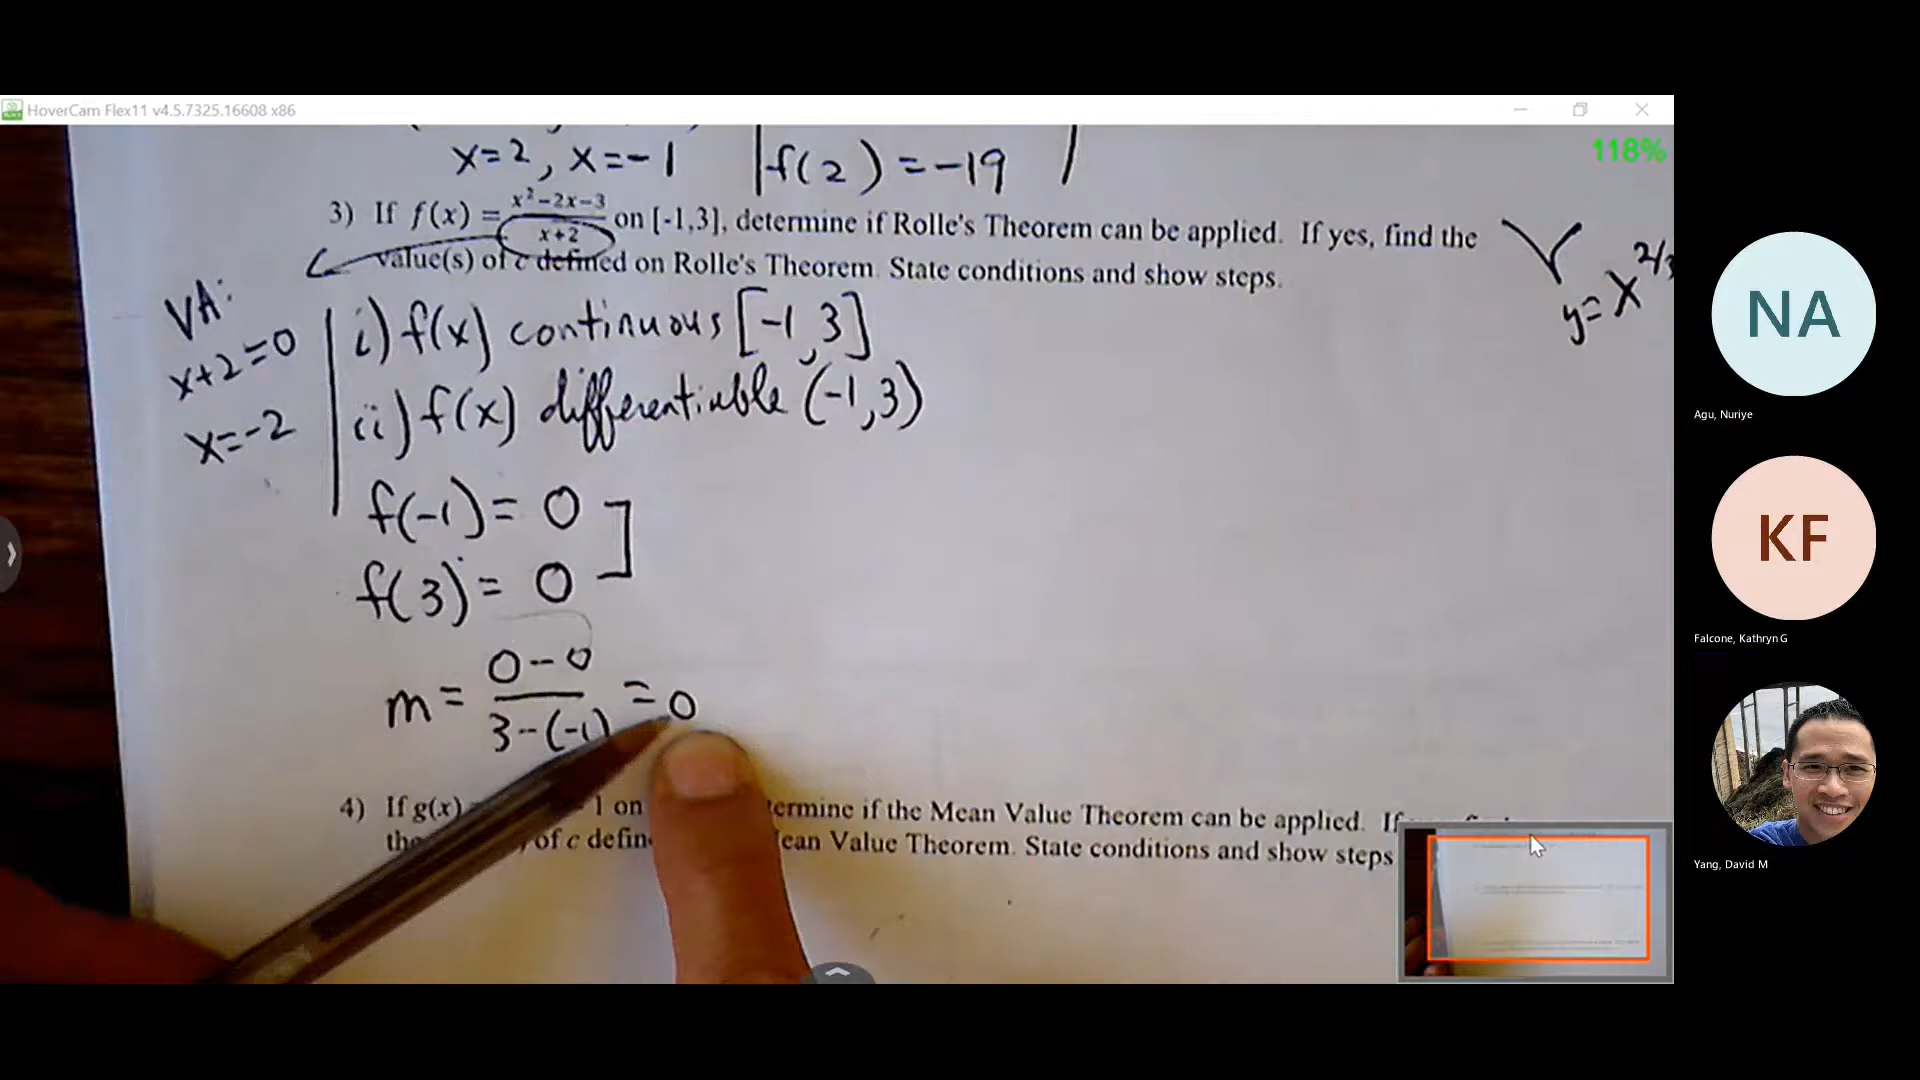 HoverCam Flex11 v4.5.7325.16608 x86
118%
x=2, x=-1 | f(2)=-19
3) If f(x) = x²-2x-3 / x+2 on [-1,3], determine if Rolle's Theorem can be applied. If yes, find the
value(s) of c defined on Rolle's Theorem. State conditions and show steps.
y=x^2/3
VA:
x+2=0
x=-2
i) f(x) continuous [-1,3]
ii) f(x) differentiable (-1,3)
f(-1)= 0
f(3)= 0
m = 0-0 / 3-(-1) = 0
4) If g(x) 1 on ermine if the Mean Value Theorem can be applied. If
the of c defin ean Value Theorem. State conditions and show steps
NA
Agu, Nuriye
KF
Falcone, Kathryn G
Yang, David M